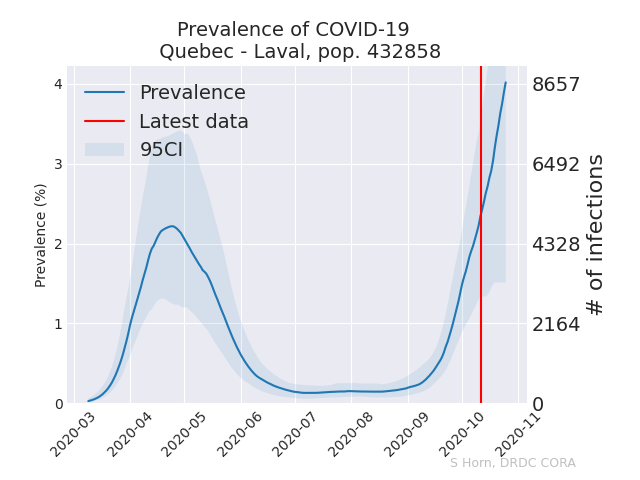 Prevalence of COVID-19
Quebec - Laval, pop. 432858
Prevalence
Latest data
95CI
Prevalence (%)
4
3
2
1
0
8657
6492
4328
2164
0
# of infections
2020-03
2020-04
2020-05
2020-06
2020-07
2020-08
2020-09
2020-10
2020-11
S Horn, DRDC CORA